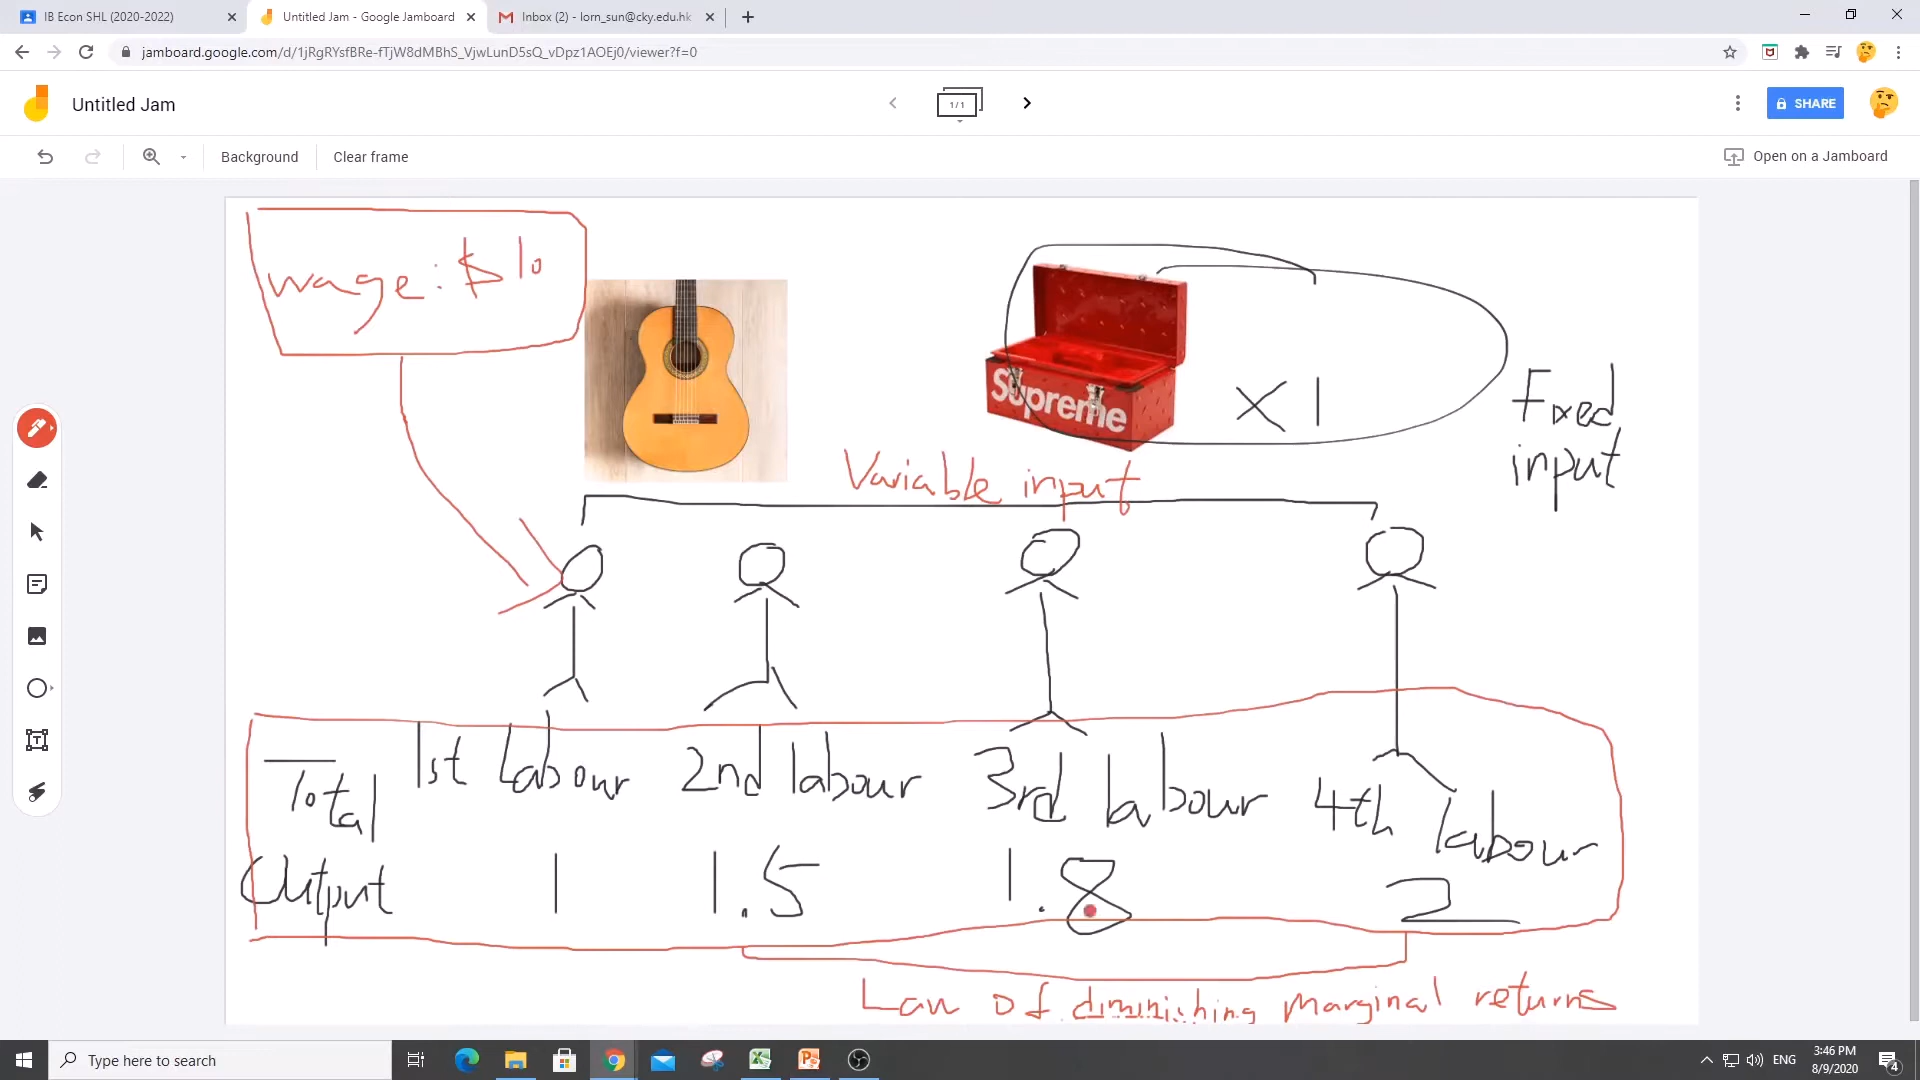 IB Econ SHL (2020-2022)
Untitled Jam - Google Jamboard
Inbox (2) - lorn_sun@cky.edu.hk
jamboard.google.com/d/1jRgRYsfBRe-fTjW8dMBhS_VjwLunD5sQ_vDpz1AOEj0/viewer?f=0
Untitled Jam
1/1
SHARE
Background
Clear frame
Open on a Jamboard
wage: $10
Supreme
X1
Fixed
input
Variable input
1st Labour 2nd labour 3rd labour 4th labour
Total
Output 1 1.5 1.8 2
Law of diminishing marginal returns
Type here to search
ENG
3:46 PM
8/9/2020
4